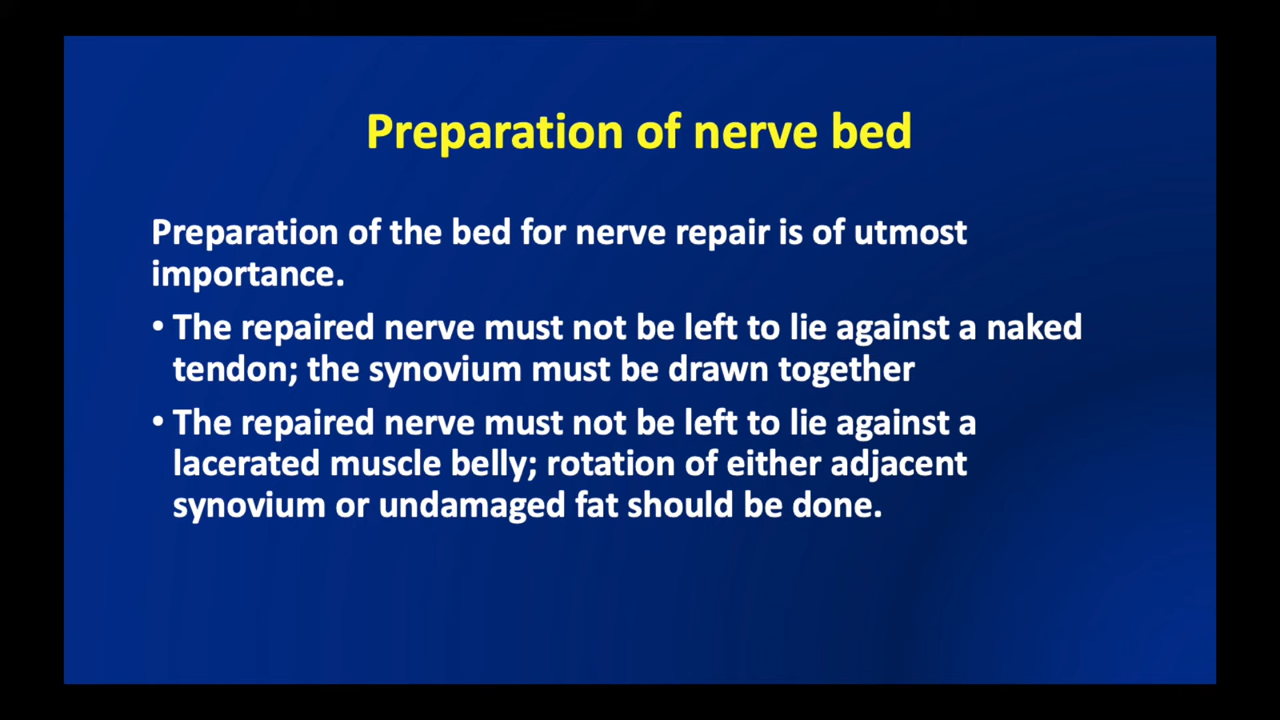 Preparation of nerve bed
Preparation of the bed for nerve repair is of utmost
importance.
• The repaired nerve must not be left to lie against a naked
tendon; the synovium must be drawn together
• The repaired nerve must not be left to lie against a
lacerated muscle belly; rotation of either adjacent
synovium or undamaged fat should be done.